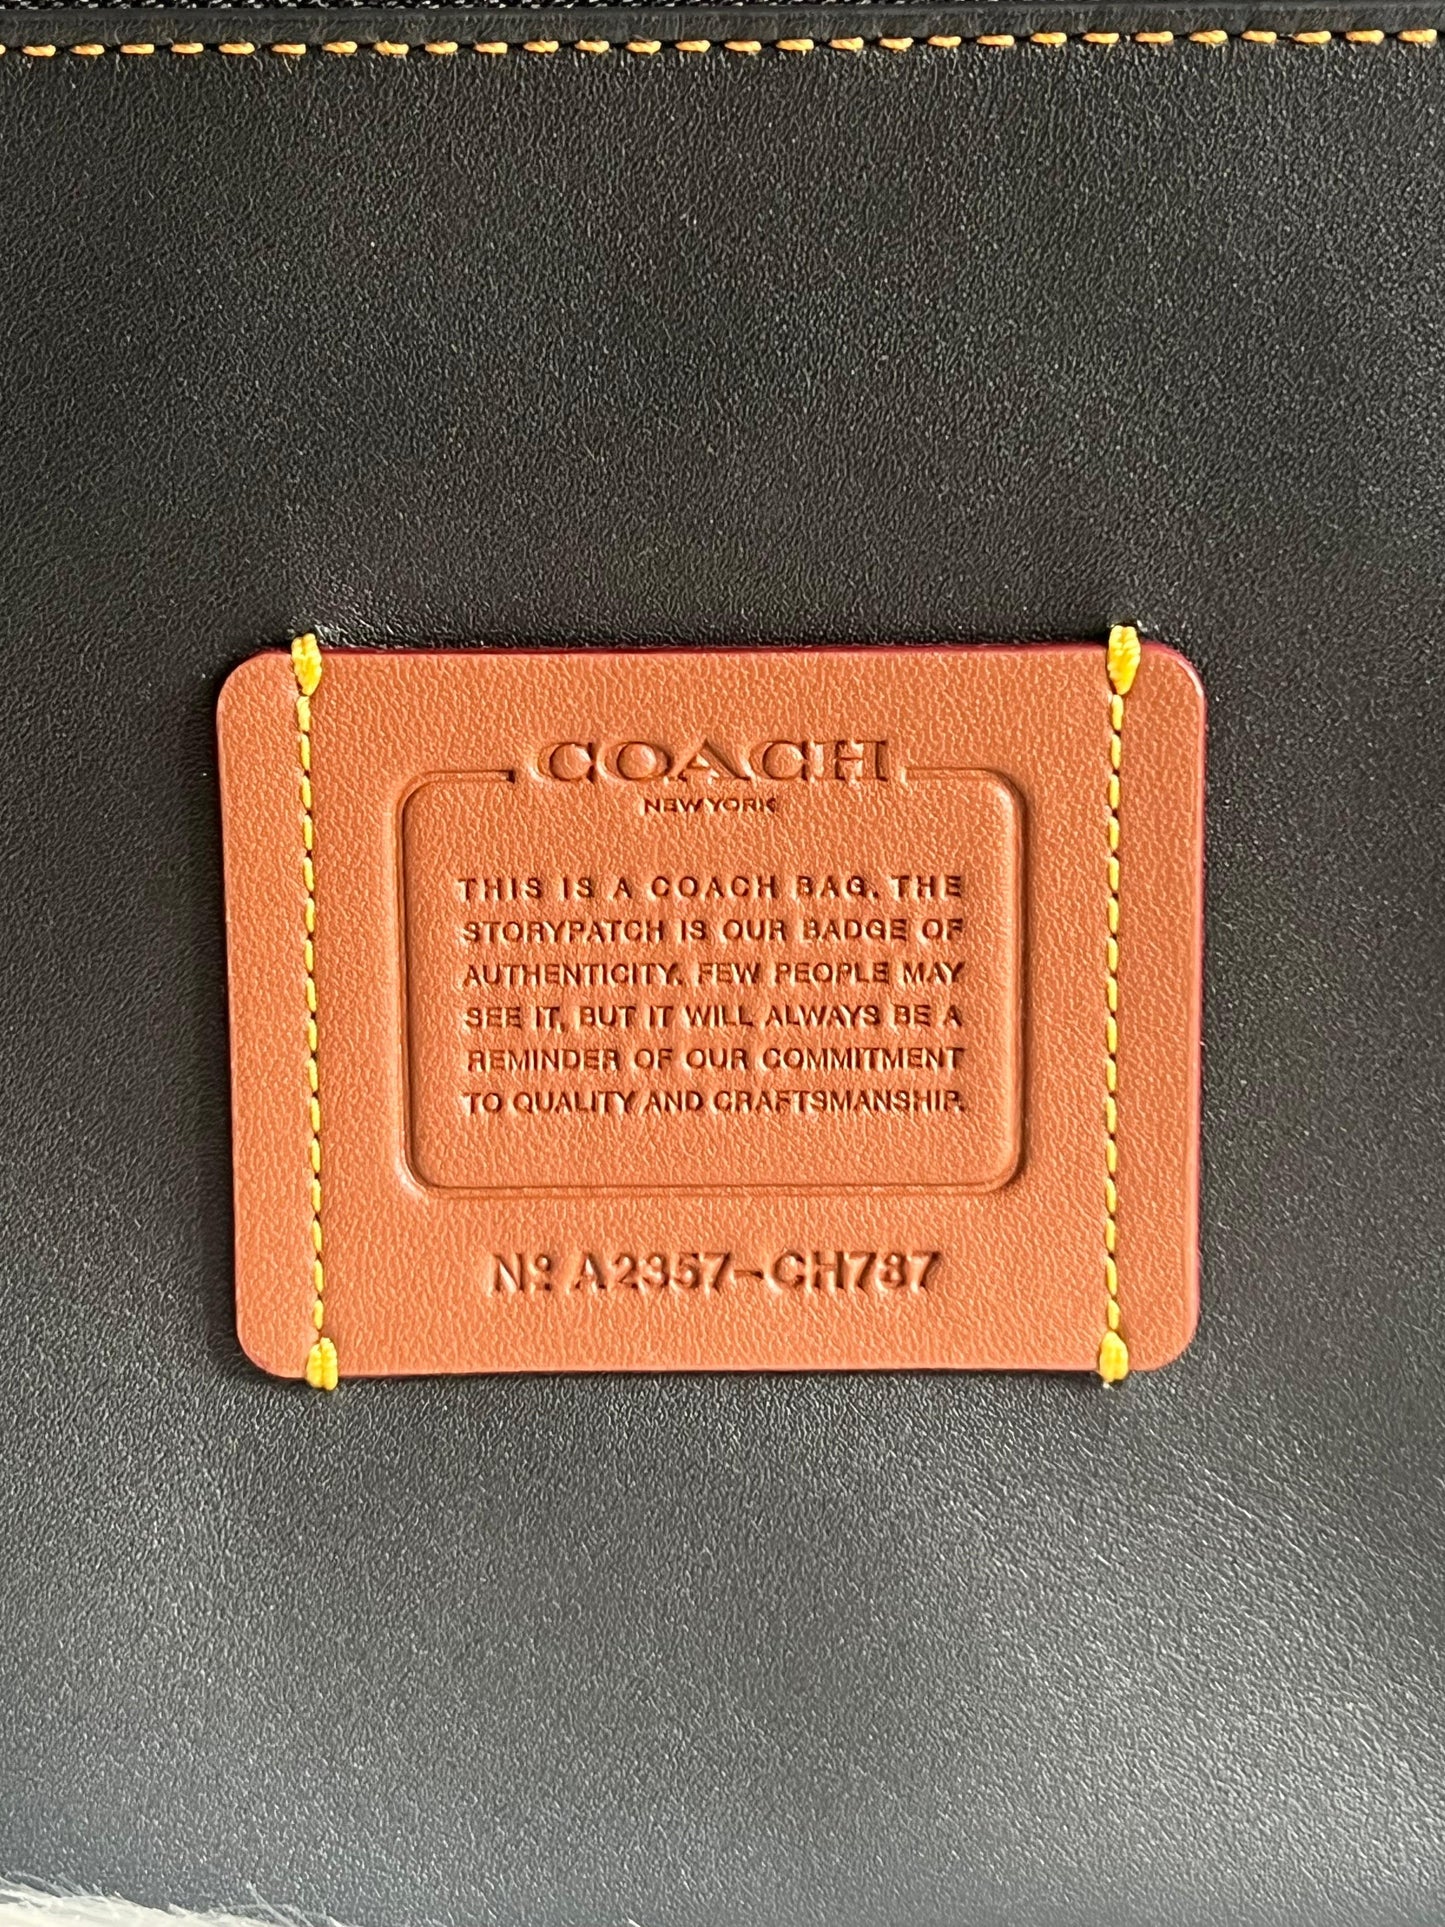 COACH
NEW YORK
THIS IS A COACH BAG. THE
STORYPATCH IS OUR BADGE OF
AUTHENTICITY. FEW PEOPLE MAY
SEE IT, BUT IT WILL ALWAYS BE A
REMINDER OF OUR COMMITMENT
TO QUALITY AND CRAFTSMANSHIP.
Nº A2357-CH787